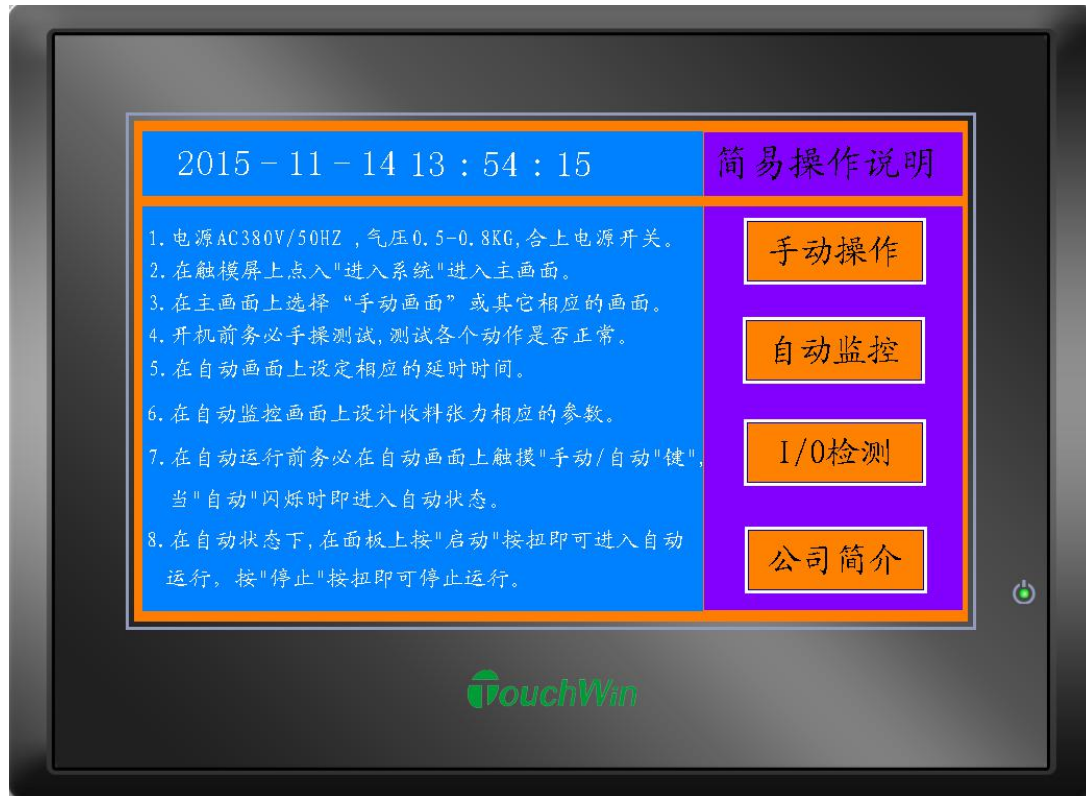 2015-11-14 13:54:15
简易操作说明
1.电源AC380V/50HZ ,气压0.5-0.8KG,合上电源开关。
2.在触模屏上点入"进入系统"进入主画面。
3.在主画面上选择“手动画面”或其它相应的画面。
4.开机前务必手操测试,测试各个动作是否正常。
5.在自动画面上设定相应的延时时间。
6.在自动监控画面上设计收料张力相应的参数。
7.在自动运行前务必在自动画面上触摸"手动/自动"键",
当"自动"闪烁时即进入自动状态。
8.在自动状态下,在面板上按"启动"按扭即可进入自动
运行, 按"停止"按扭即可停止运行。
手动操作
自动监控
I/O检测
公司简介
TouchWin